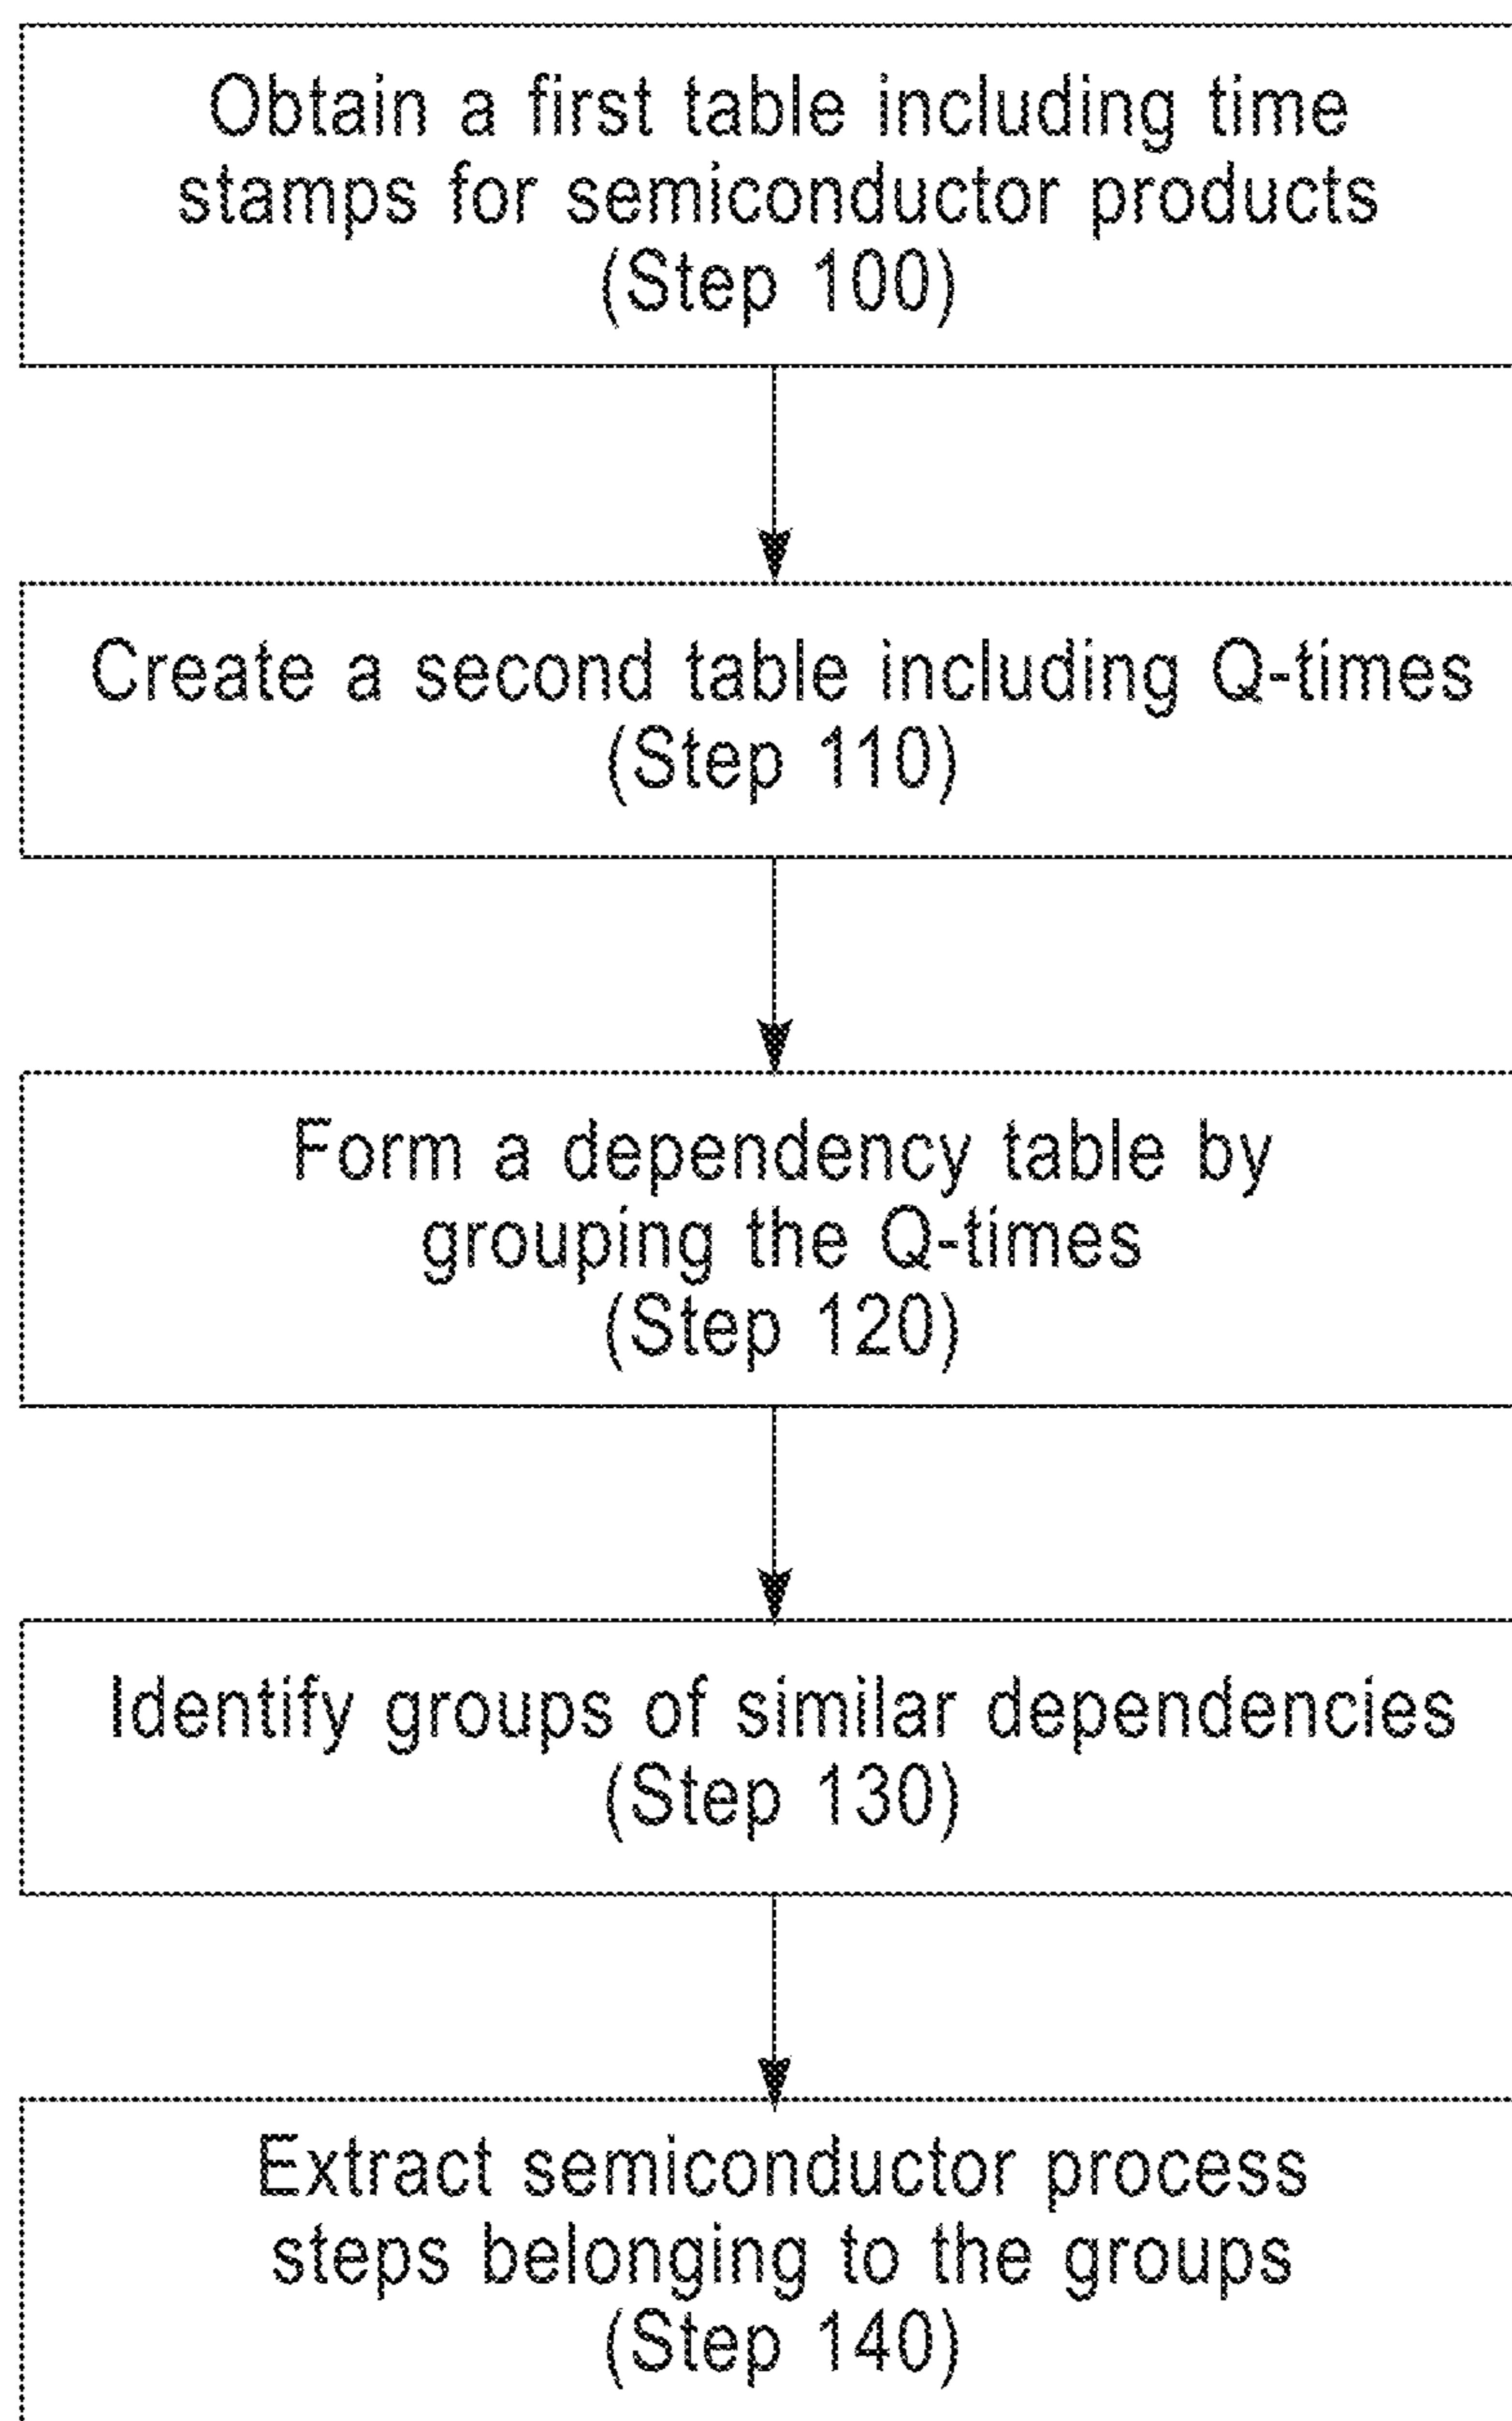 Obtain a first table including time
stamps for semiconductor products
(Step 100)
Create a second table including Q-times
(Step 110)
Form a dependency table by
grouping the Q-times
(Step 120)
Identify groups of similar dependencies
(Step 130)
Extract semiconductor process
steps belonging to the groups
(Step 140)